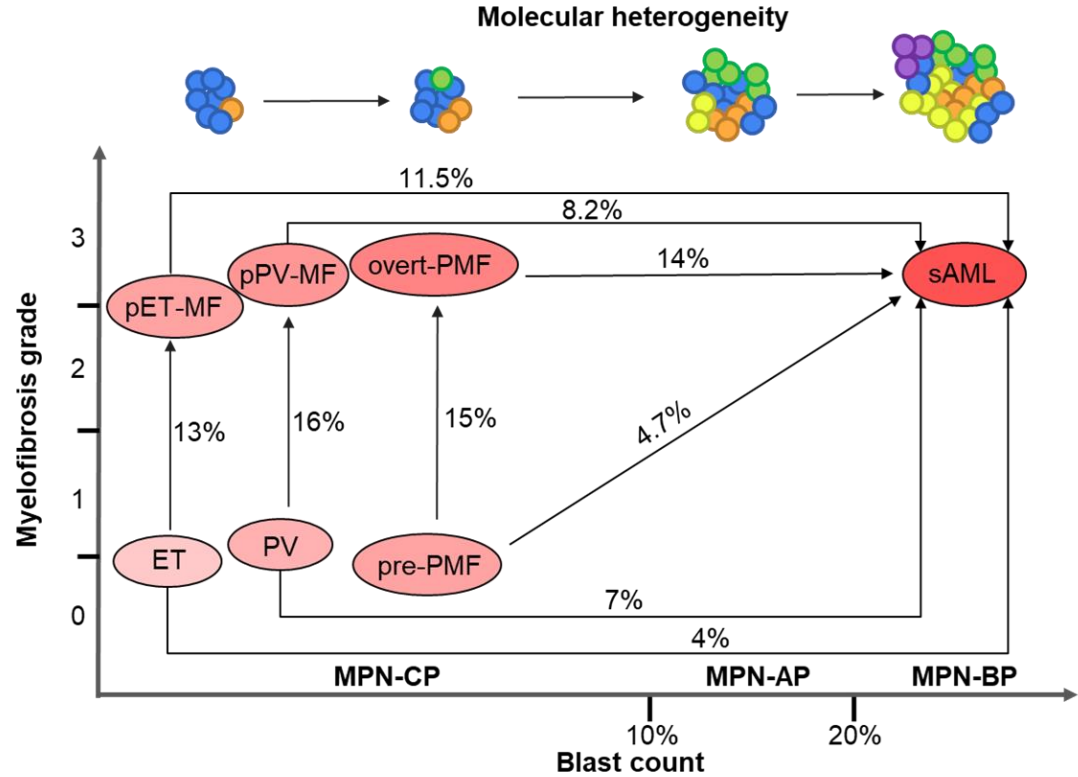 Molecular heterogeneity
11.5%
8.2%
3
pPV-MF
overt-PMF
14%
sAML
pET-MF
2
13%
16%
15%
4.7%
1
ET
PV
pre-PMF
0
7%
4%
MPN-CP
MPN-AP
MPN-BP
10%
20%
Blast count
Myelofibrosis grade